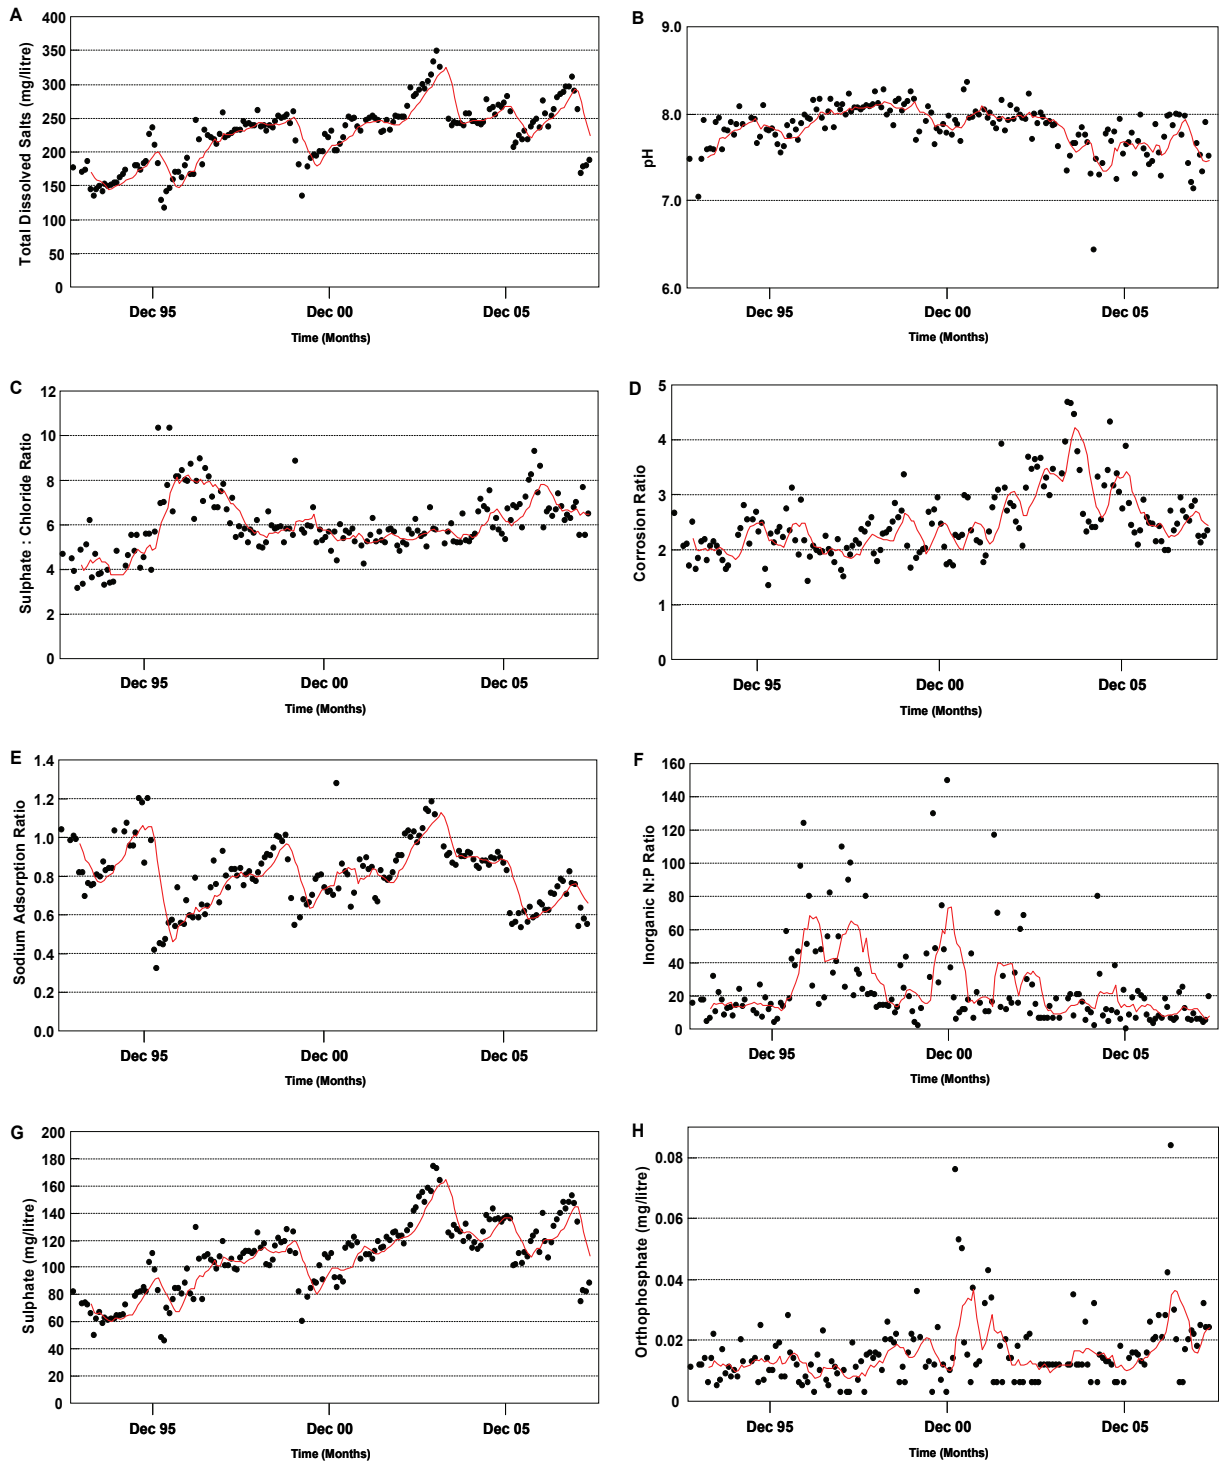 A
Total Dissolved Salts (mg/litre)
400
350
300
250
200
150
100
50
0
Dec 95 Dec 00 Dec 05
Time (Months)
B
pH
9.0
8.0
7.0
6.0
Dec 95 Dec 00 Dec 05
Time (Months)
C
Sulphate : Chloride Ratio
12
10
8
6
4
2
0
Dec 95 Dec 00 Dec 05
Time (Months)
D
Corrosion Ratio
5
4
3
2
1
0
Dec 95 Dec 00 Dec 05
Time (Months)
E
Sodium Adsorption Ratio
1.4
1.2
1.0
0.8
0.6
0.4
0.2
0.0
Dec 95 Dec 00 Dec 05
Time (Months)
F
Inorganic N:P Ratio
160
140
120
100
80
60
40
20
0
Dec 95 Dec 00 Dec 05
Time (Months)
G
Sulphate (mg/litre)
200
180
160
140
120
100
80
60
40
20
0
Dec 95 Dec 00 Dec 05
Time (Months)
H
Orthophosphate (mg/litre)
0.08
0.06
0.04
0.02
0
Dec 95 Dec 00 Dec 05
Time (Months)